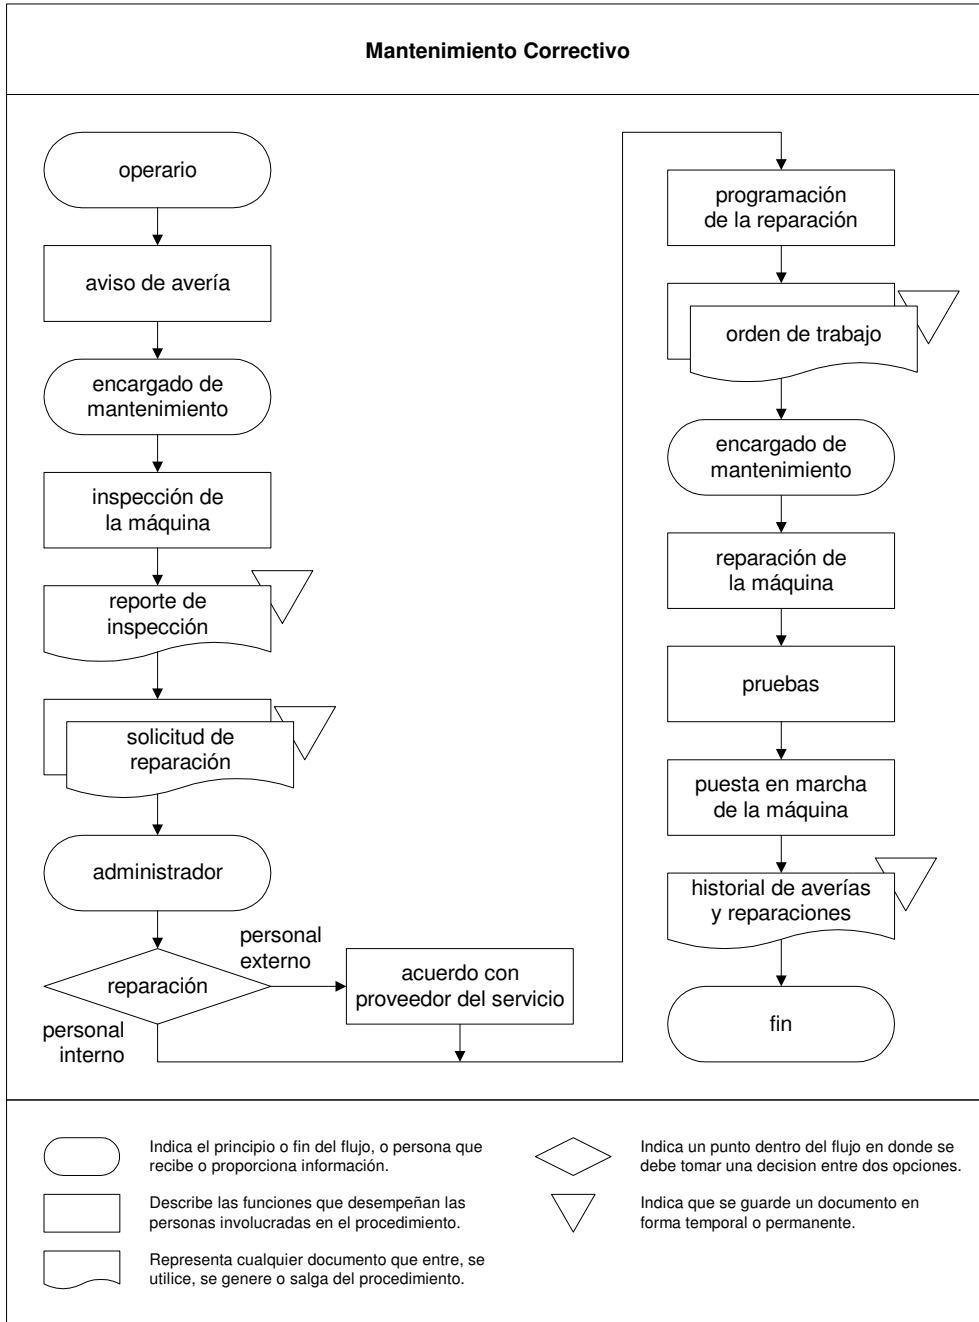 Mantenimiento Correctivo
operario
aviso de avería
encargado de
mantenimiento
inspección de
la máquina
reporte de
inspección
solicitud de
reparación
administrador
reparación
personal
externo
personal
interno
acuerdo con
proveedor del servicio
programación
de la reparación
orden de trabajo
encargado de
mantenimiento
reparación de
la máquina
pruebas
puesta en marcha
de la máquina
historial de averías
y reparaciones
fin
Indica el principio o fin del flujo, o persona que
recibe o proporciona información.
Describe las funciones que desempeñan las
personas involucradas en el procedimiento.
Representa cualquier documento que entre, se
utilice, se genere o salga del procedimiento.
Indica un punto dentro del flujo en donde se
debe tomar una decision entre dos opciones.
Indica que se guarde un documento en
forma temporal o permanente.